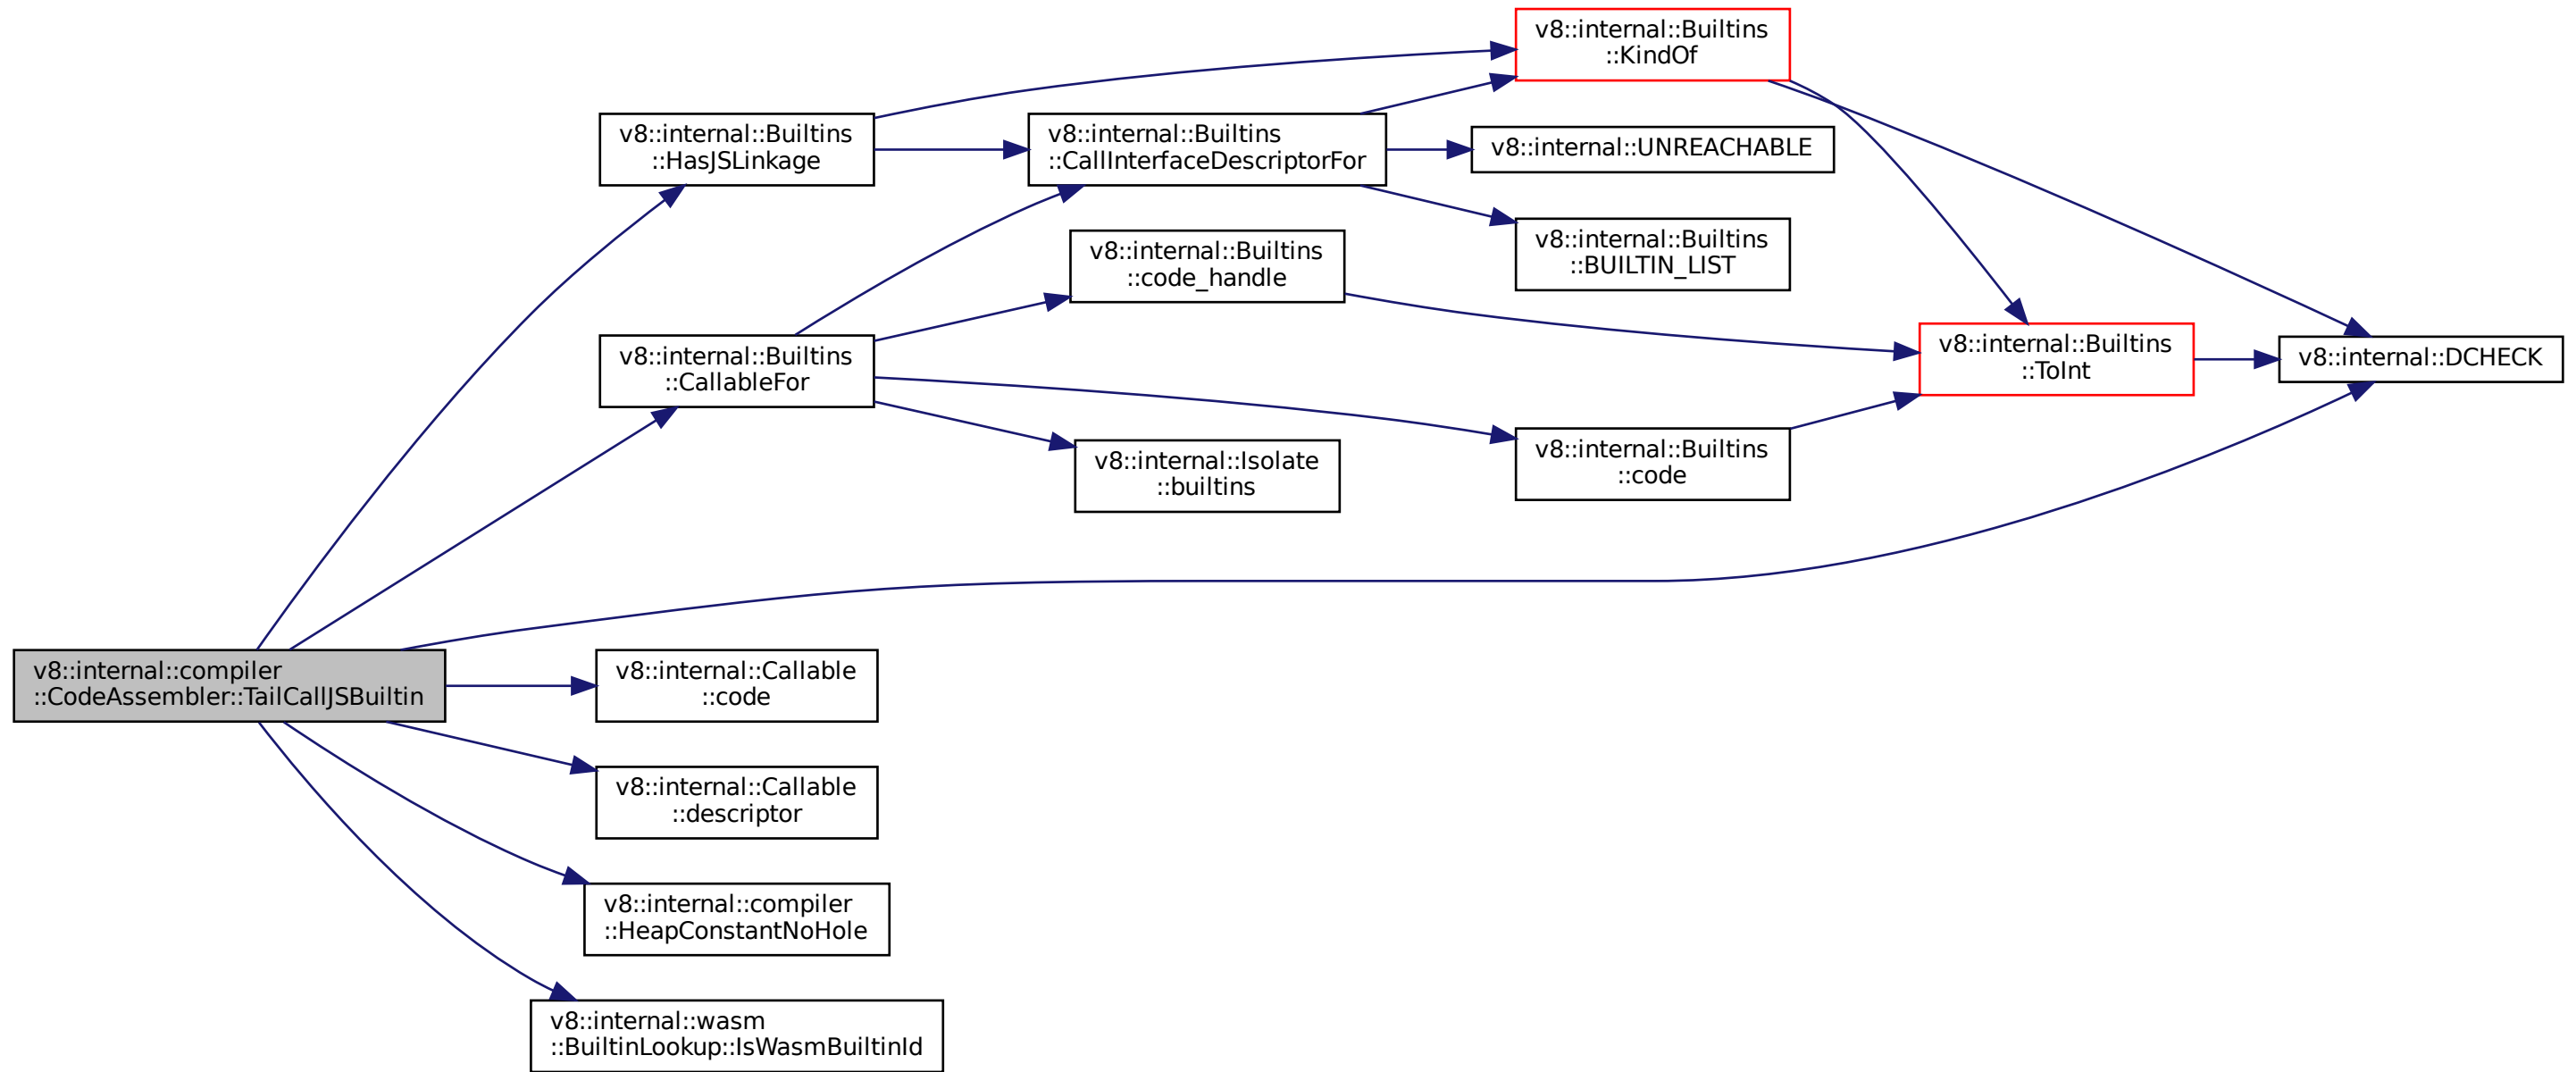 v8::internal::Builtins
::KindOf
v8::internal::Builtins
::HasJSLinkage
v8::internal::Builtins
::CallInterfaceDescriptorFor
v8::internal::UNREACHABLE
v8::internal::Builtins
::BUILTIN_LIST
v8::internal::Builtins
::code_handle
v8::internal::Builtins
::CallableFor
v8::internal::Builtins
::ToInt
v8::internal::DCHECK
v8::internal::Isolate
::builtins
v8::internal::Builtins
::code
v8::internal::compiler
::CodeAssembler::TailCallJSBuiltin
v8::internal::Callable
::code
v8::internal::Callable
::descriptor
v8::internal::compiler
::HeapConstantNoHole
v8::internal::wasm
::BuiltinLookup::IsWasmBuiltinId